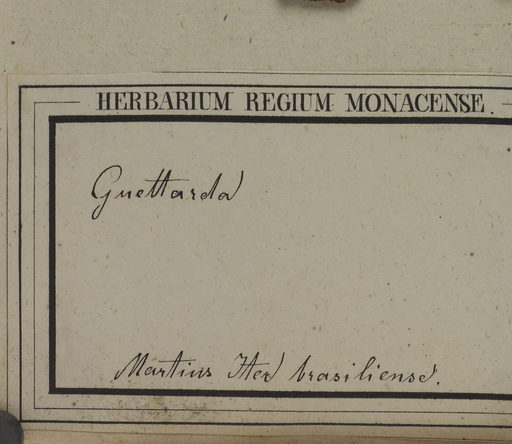 HERBARIUM REGIUM MONACENSE.
Guettarda
Martius Iter brasiliense.